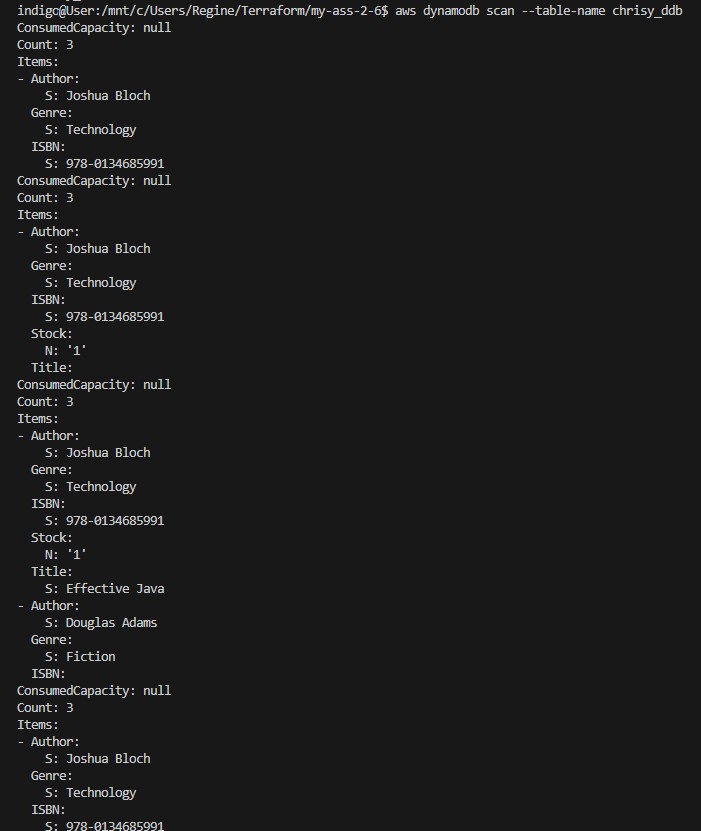 indigo@User:/mnt/c/Users/Regine/Terraform/my-ass-2-6$ aws dynamodb scan --table-name chrisy_ddb
ConsumedCapacity: null
Count: 3
Items:
- Author:
    S: Joshua Bloch
  Genre:
    S: Technology
  ISBN:
    S: 978-0134685991
ConsumedCapacity: null
Count: 3
Items:
- Author:
    S: Joshua Bloch
  Genre:
    S: Technology
  ISBN:
    S: 978-0134685991
  Stock:
    N: '1'
  Title:
ConsumedCapacity: null
Count: 3
Items:
- Author:
    S: Joshua Bloch
  Genre:
    S: Technology
  ISBN:
    S: 978-0134685991
  Stock:
    N: '1'
  Title:
    S: Effective Java
- Author:
    S: Douglas Adams
  Genre:
    S: Fiction
  ISBN:
ConsumedCapacity: null
Count: 3
Items:
- Author:
    S: Joshua Bloch
  Genre:
    S: Technology
  ISBN:
    S: 978-0134685991